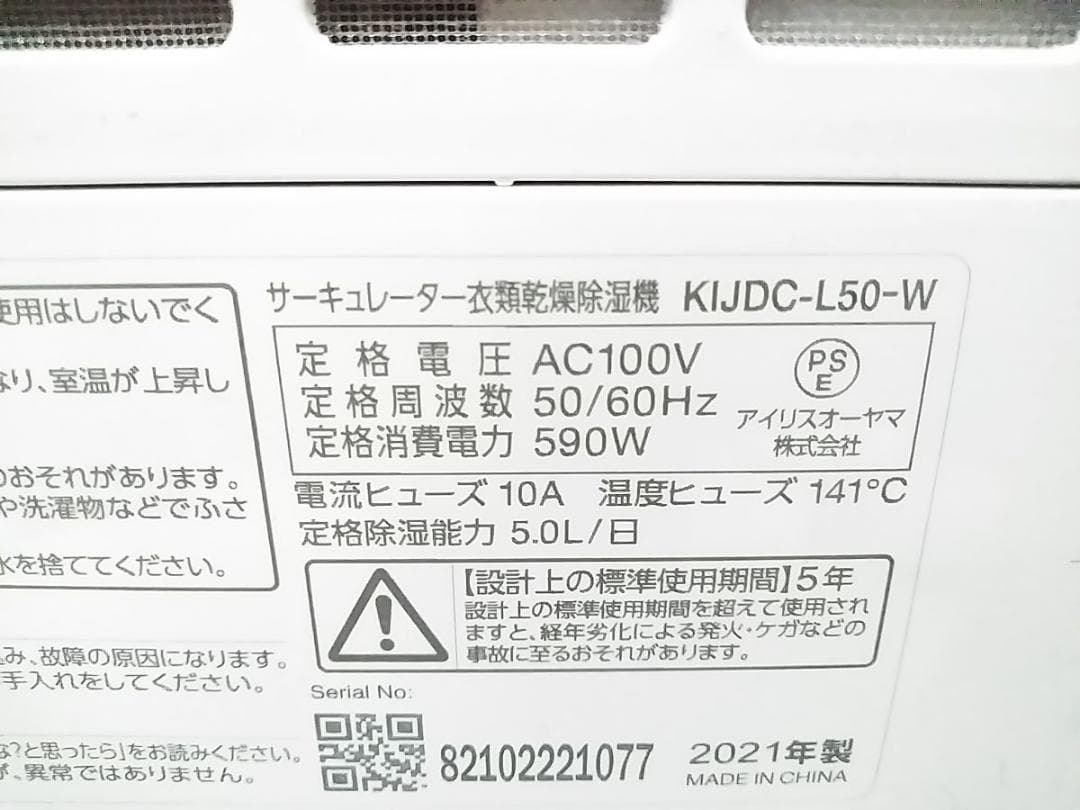 使用はしないでく
なり、室温が上昇し
のおそれがあります。
や洗濯物などでふさ
水を捨ててください。
込み、故障の原因になります。
手入れをしてください。
な?と思ったら」をお読みください。
が、異常ではありません。
サーキュレーター衣類乾燥除湿機 KIJDC-L50-W
定格電圧 AC100V
定格周波数 50/60Hz
定格消費電力 590W
PS
E
アイリスオーヤマ
株式会社
電流ヒューズ 10A 温度ヒューズ 141°C
定格除湿能力 5.0L/日
【設計上の標準使用期間】5年
設計上の標準使用期間を超えて使用され
ますと、経年劣化による発火・ケガなどの
事故に至るおそれがあります。
Serial No:
82102221077
2021年製
MADE IN CHINA